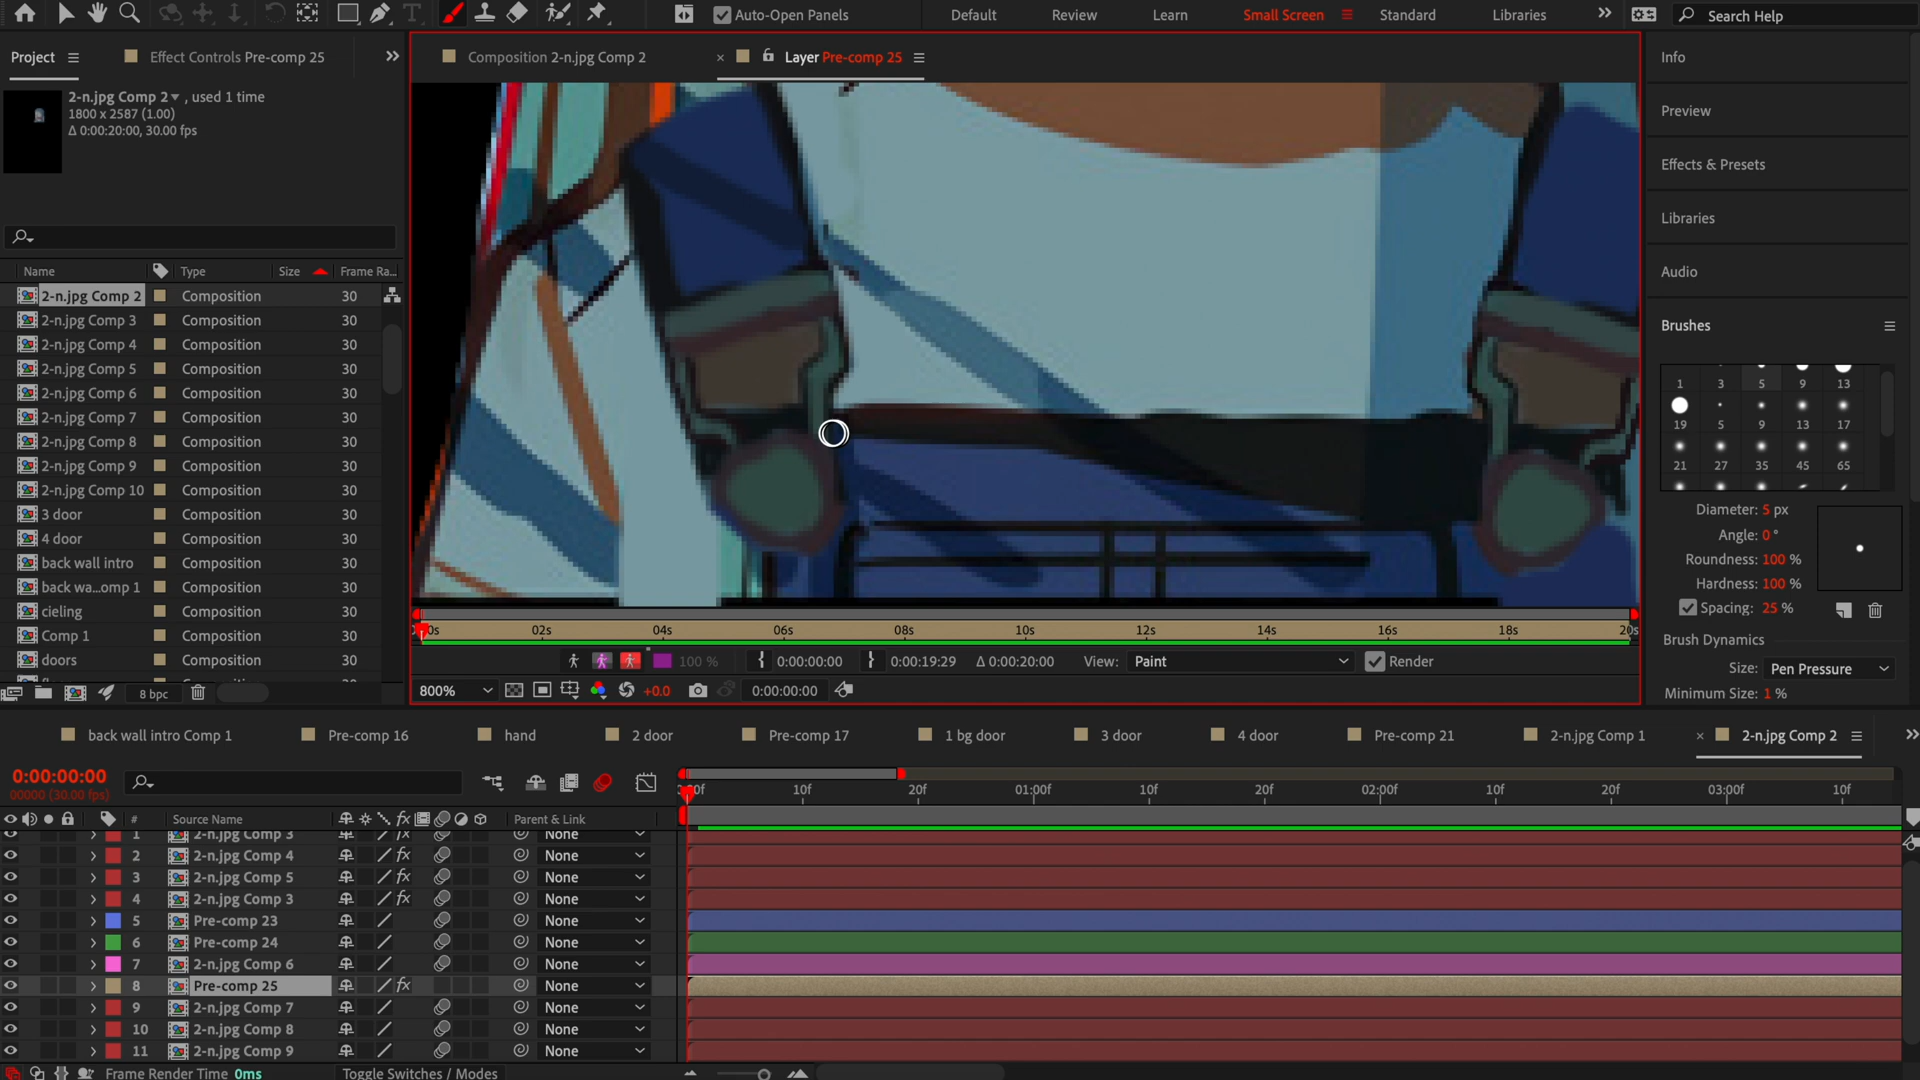 Auto-Open Panels
Default
Review
Learn
Small Screen
Standard
Libraries
Search Help
Project
Effect Controls Pre-comp 25
Composition 2-n.jpg Comp 2
Layer Pre-comp 25
2-n.jpg Comp 2 , used 1 time
1800 x 2587 (1.00)
Δ 0:00:20:00, 30.00 fps
Name Type Size Frame Ra...
2-n.jpg Comp 2 Composition 30
2-n.jpg Comp 3 Composition 30
2-n.jpg Comp 4 Composition 30
2-n.jpg Comp 5 Composition 30
2-n.jpg Comp 6 Composition 30
2-n.jpg Comp 7 Composition 30
2-n.jpg Comp 8 Composition 30
2-n.jpg Comp 9 Composition 30
2-n.jpg Comp 10 Composition 30
3 door Composition 30
4 door Composition 30
back wall intro Composition 30
back wa...omp 1 Composition 30
cieling Composition 30
Comp 1 Composition 30
doors Composition 30
8 bpc
02s 04s 06s 08s 10s 12s 14s 16s 18s 20s
100 % 0:00:00:00 0:00:19:29 Δ 0:00:20:00 View: Paint Render
800% +0.0 0:00:00:00
Info
Preview
Effects & Presets
Libraries
Audio
Brushes
1 3 5 9 13
19 5 9 13 17
21 27 35 45 65
Diameter: 5 px
Angle: 0 °
Roundness: 100 %
Hardness: 100 %
Spacing: 25 %
Brush Dynamics
Size: Pen Pressure
Minimum Size: 1 %
back wall intro Comp 1
Pre-comp 16
hand
2 door
Pre-comp 17
1 bg door
3 door
4 door
Pre-comp 21
2-n.jpg Comp 1
2-n.jpg Comp 2
0:00:00:00
00000 (30.00 fps)
10f 20f 01:00f 10f 20f 02:00f 10f 20f 03:00f 10f
# Source Name fx Parent & Link
1 2-n.jpg Comp 3 None
2 2-n.jpg Comp 4 fx None
3 2-n.jpg Comp 5 fx None
4 2-n.jpg Comp 3 fx None
5 Pre-comp 23 None
6 Pre-comp 24 None
7 2-n.jpg Comp 6 None
8 Pre-comp 25 fx None
9 2-n.jpg Comp 7 None
10 2-n.jpg Comp 8 None
11 2-n.jpg Comp 9 None
Frame Render Time 0ms
Toggle Switches / Modes